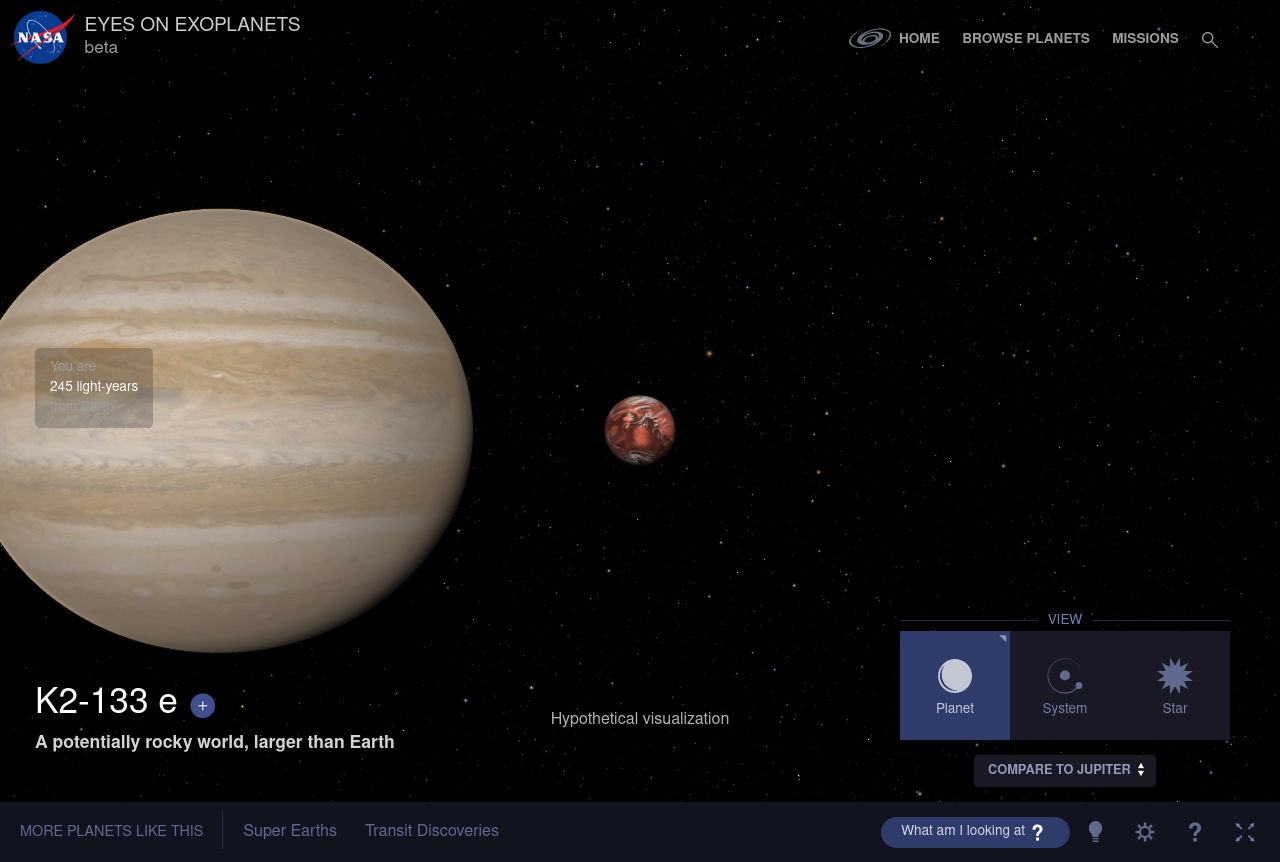 NASA
EYES ON EXOPLANETS
beta
HOME
BROWSE PLANETS
MISSIONS
You are
245 light-years
from Earth
K2-133 e +
A potentially rocky world, larger than Earth
Hypothetical visualization
VIEW
Planet
System
Star
COMPARE TO JUPITER
MORE PLANETS LIKE THIS
Super Earths
Transit Discoveries
What am I looking at ?
?